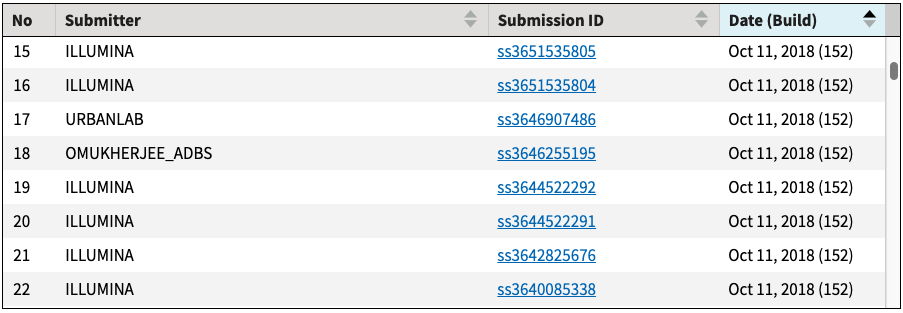 No Submitter Submission ID Date (Build)
15 ILLUMINA ss3651535805 Oct 11, 2018 (152)
16 ILLUMINA ss3651535804 Oct 11, 2018 (152)
17 URBANLAB ss3646907486 Oct 11, 2018 (152)
18 OMUKHERJEE_ADBS ss3646255195 Oct 11, 2018 (152)
19 ILLUMINA ss3644522292 Oct 11, 2018 (152)
20 ILLUMINA ss3644522291 Oct 11, 2018 (152)
21 ILLUMINA ss3642825676 Oct 11, 2018 (152)
22 ILLUMINA ss3640085338 Oct 11, 2018 (152)